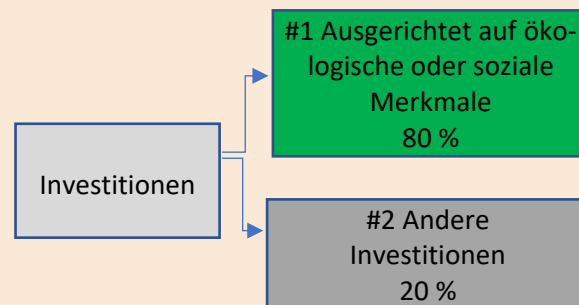 #1 Ausgerichtet auf öko-
logische oder soziale
Merkmale
80 %
Investitionen
#2 Andere
Investitionen
20 %